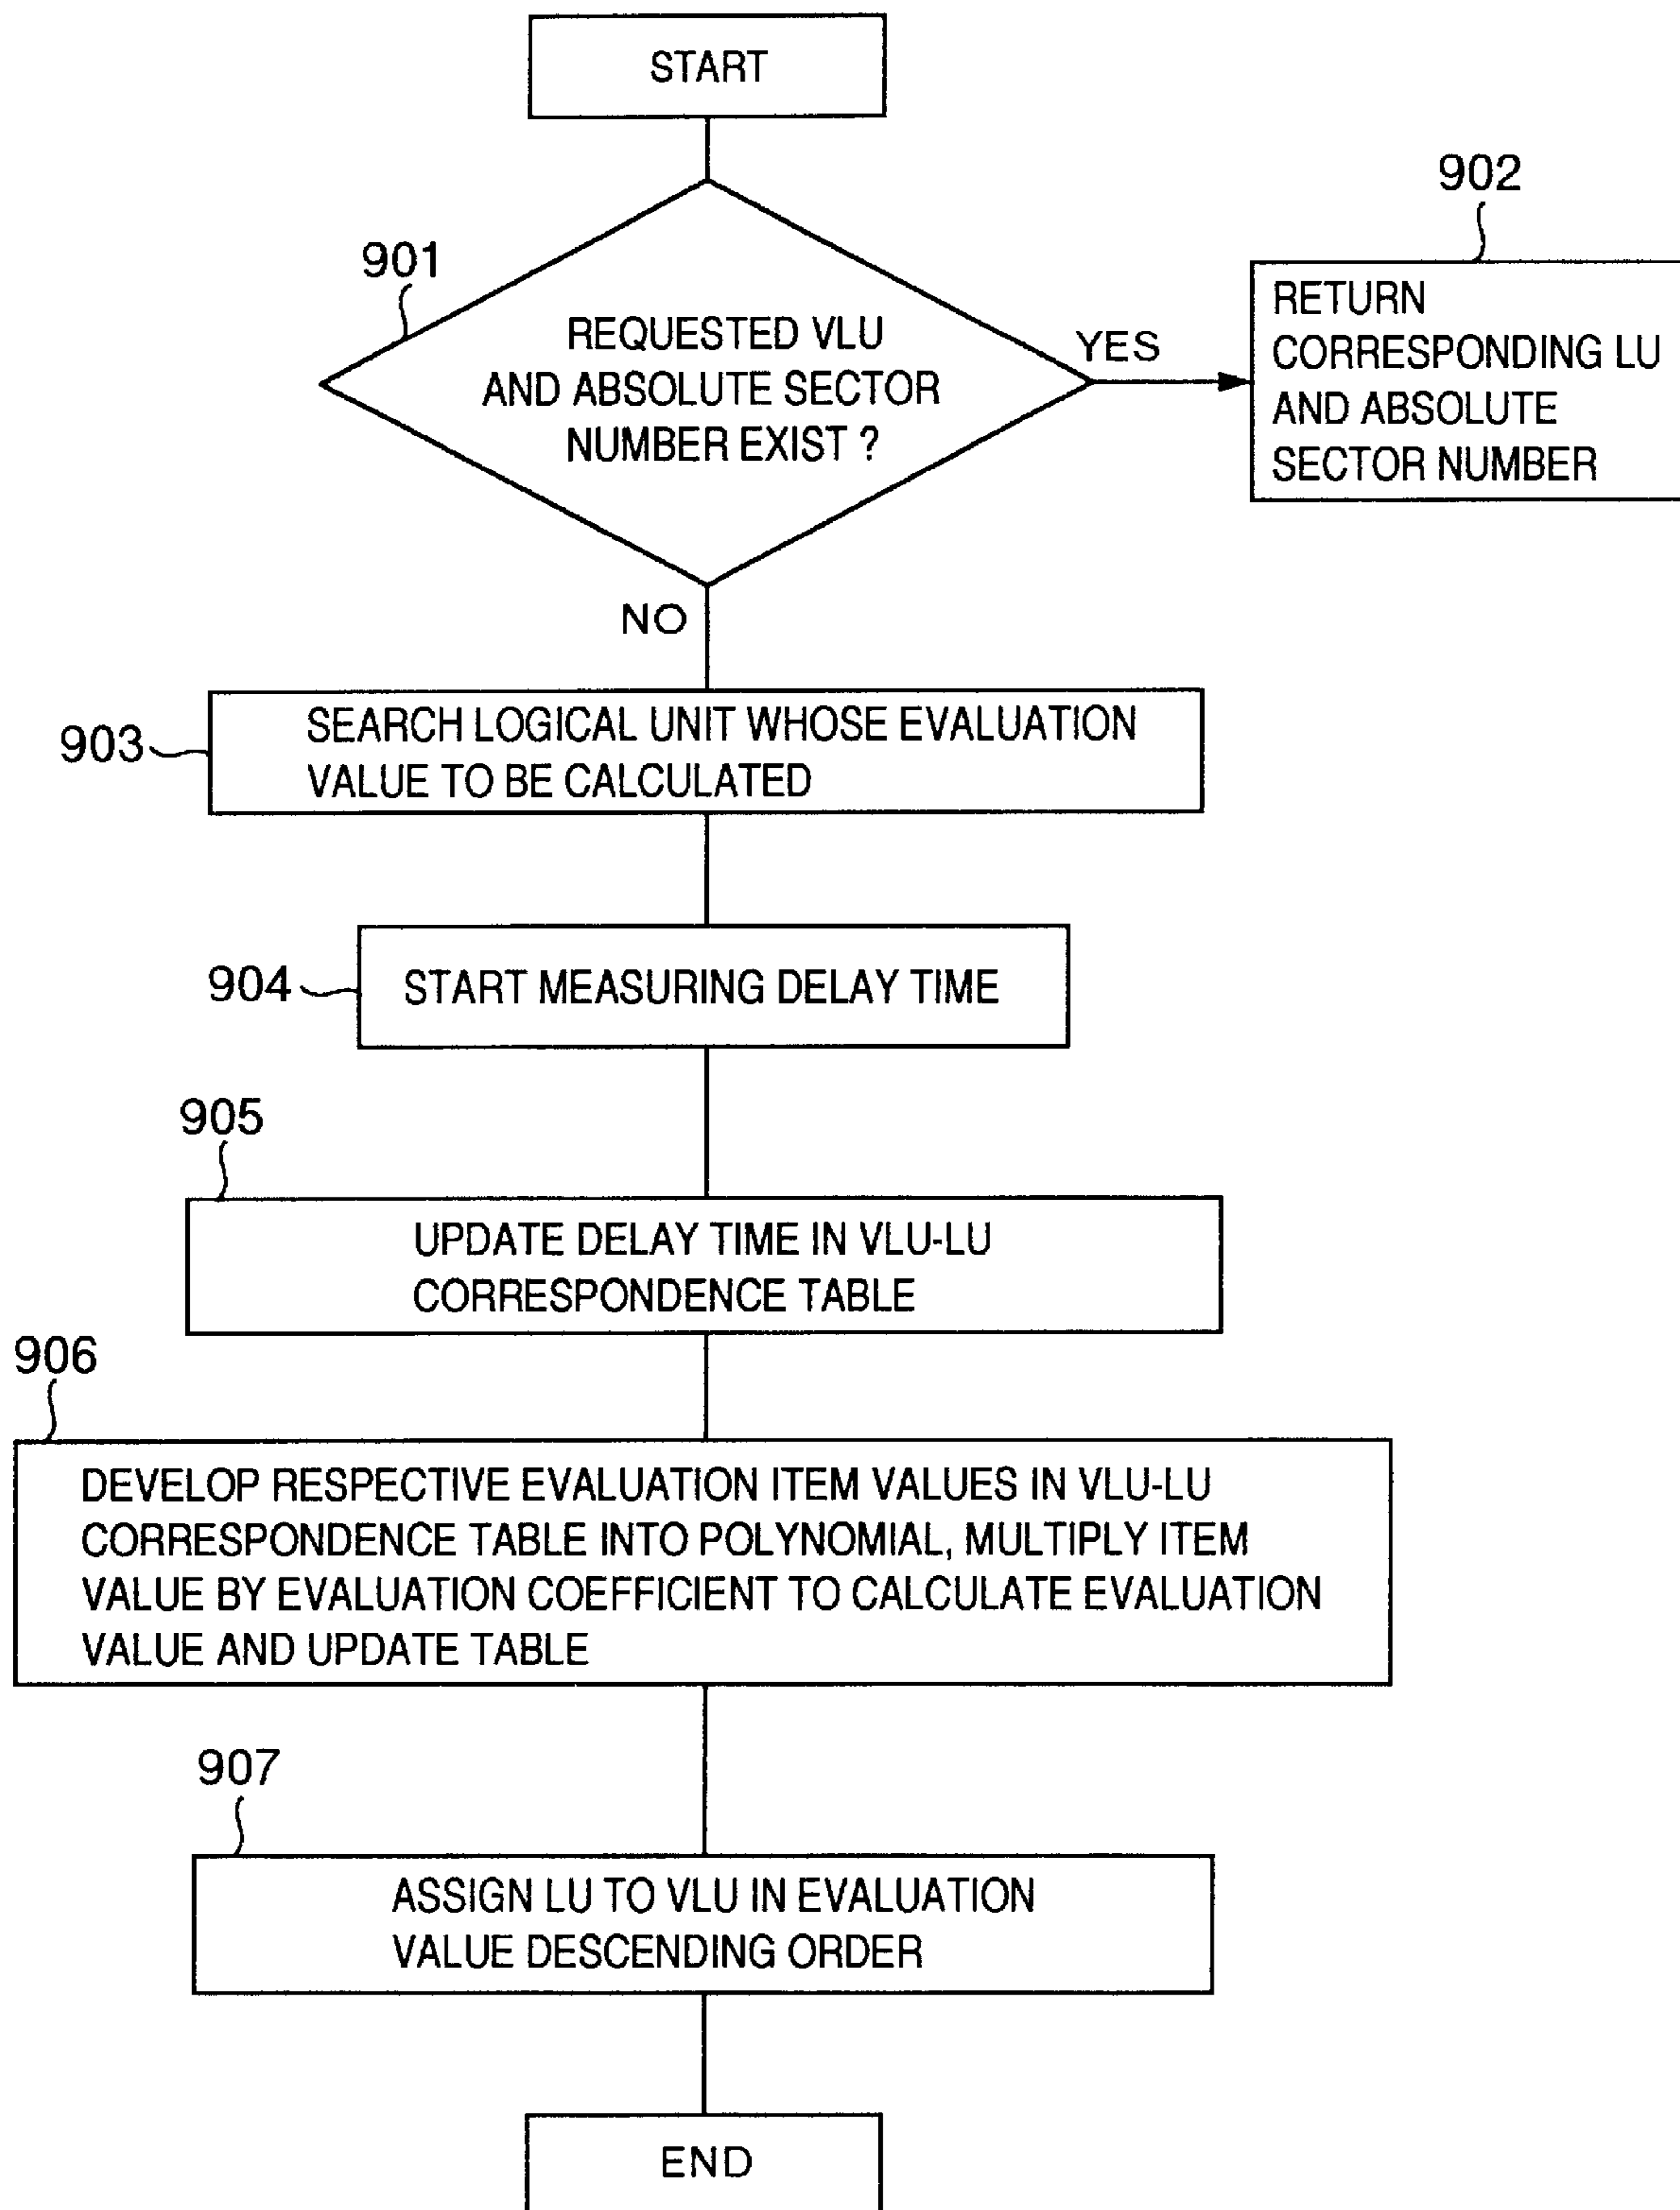 START
902
901
REQUESTED VLU
AND ABSOLUTE SECTOR
NUMBER EXIST ?
YES
RETURN
CORRESPONDING LU
AND ABSOLUTE
SECTOR NUMBER
NO
903
SEARCH LOGICAL UNIT WHOSE EVALUATION
VALUE TO BE CALCULATED
904
START MEASURING DELAY TIME
905
UPDATE DELAY TIME IN VLU-LU
CORRESPONDENCE TABLE
906
DEVELOP RESPECTIVE EVALUATION ITEM VALUES IN VLU-LU
CORRESPONDENCE TABLE INTO POLYNOMIAL, MULTIPLY ITEM
VALUE BY EVALUATION COEFFICIENT TO CALCULATE EVALUATION
VALUE AND UPDATE TABLE
907
ASSIGN LU TO VLU IN EVALUATION
VALUE DESCENDING ORDER
END